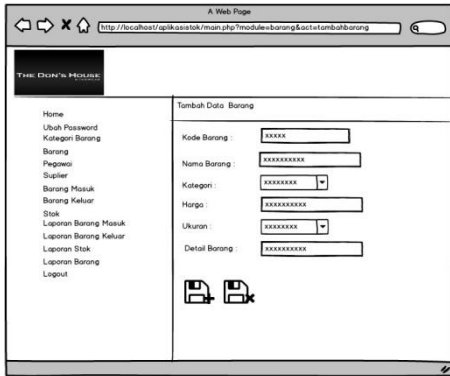 A Web Page
http://localhost/aplikasistok/main.php?module=barang&act=tambahbarang
THE DON'S HOUSE
Home
Ubah Password
Kategori Barang
Barang
Pegawai
Suplier
Barang Masuk
Barang Keluar
Stok
Laporan Barang Masuk
Laporan Barang Keluar
Laporan Stok
Laporan Barang
Logout
Tambah Data Barang
Kode Barang : xxxxx
Nama Barang : xxxxxxxxxx
Kategori : xxxxxxxx
Harga : xxxxxxxxxx
Ukuran : xxxxxxxx
Detail Barang : xxxxxxxxxx